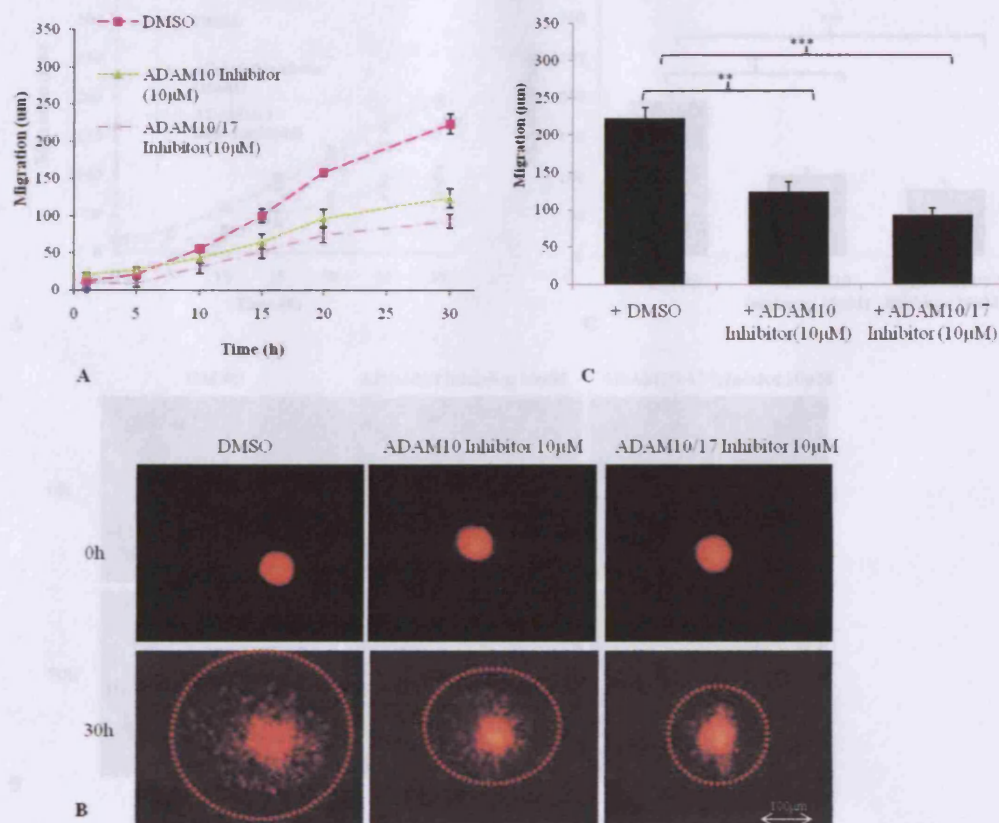 350
300
250
200
150
100
50
0
Migration (µm)
DMSO
ADAM10 Inhibitor
(10µM)
ADAM10/17
Inhibitor(10µM)
0
5
10
15
20
25
30
Time (h)
A
350
300
250
200
150
100
50
0
Migration (µm)
***
**
+ DMSO
+ ADAM10
Inhibitor(10µM)
+ ADAM10/17
Inhibitor (10µM)
C
DMSO
ADAM10 Inhibitor 10µM
ADAM10/17 Inhibitor 10µM
0h
30h
100µm
B